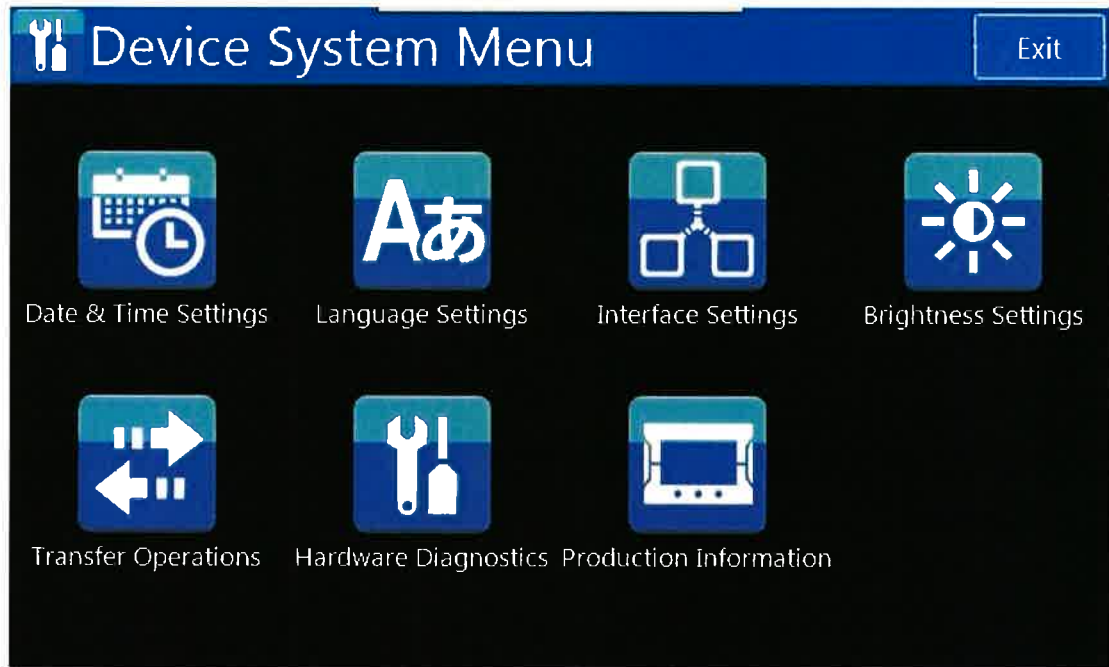 Device System Menu
Exit
Aあ
Date & Time Settings
Language Settings
Interface Settings
Brightness Settings
Transfer Operations
Hardware Diagnostics
Production Information